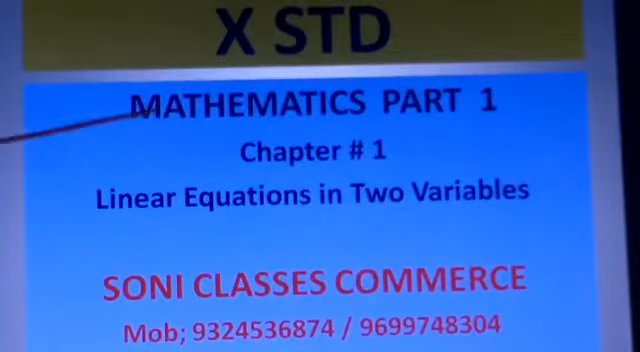 X STD
MATHEMATICS PART 1
Chapter # 1
Linear Equations in Two Variables
SONI CLASSES COMMERCE
Mob; 9324536874 / 9699748304